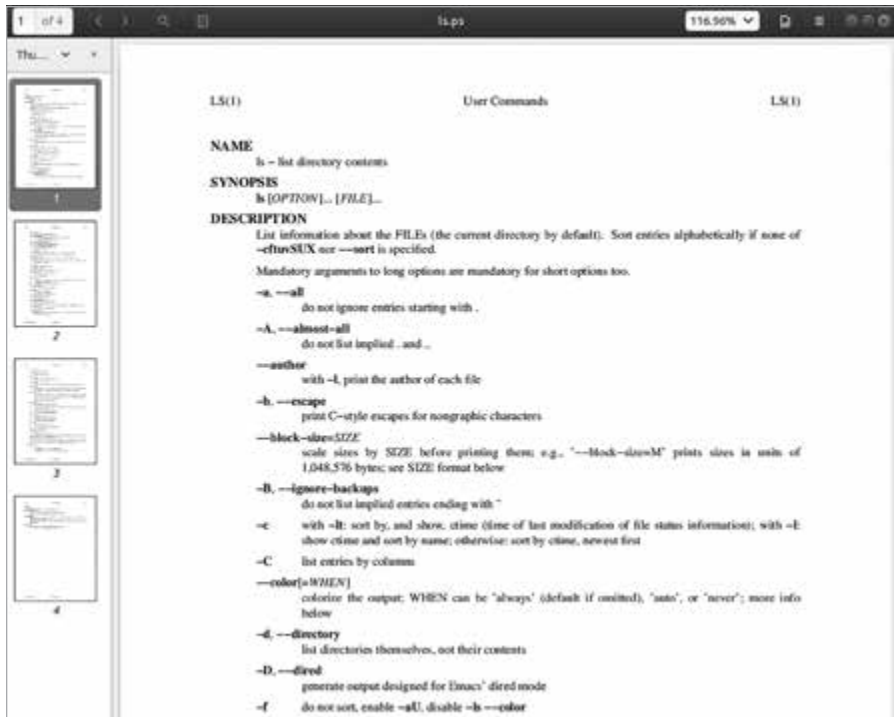 1 of 4
ls.ps
116.96%
Thu...
1
2
3
4
LS(1) User Commands LS(1)
NAME
ls − list directory contents
SYNOPSIS
ls [OPTION]... [FILE]...
DESCRIPTION
List information about the FILEs (the current directory by default). Sort entries alphabetically if none of
−cftuvSUX nor −−sort is specified.
Mandatory arguments to long options are mandatory for short options too.
−a, −−all
do not ignore entries starting with .
−A, −−almost−all
do not list implied . and ..
−−author
with −l, print the author of each file
−b, −−escape
print C−style escapes for nongraphic characters
−−block−size=SIZE
scale sizes by SIZE before printing them; e.g., '−−block−size=M' prints sizes in units of
1,048,576 bytes; see SIZE format below
−B, −−ignore−backups
do not list implied entries ending with ~
−c with −lt: sort by, and show, ctime (time of last modification of file status information); with −l:
show ctime and sort by name; otherwise: sort by ctime, newest first
−C list entries by columns
−−color[=WHEN]
colorize the output; WHEN can be 'always' (default if omitted), 'auto', or 'never'; more info
below
−d, −−directory
list directories themselves, not their contents
−D, −−dired
generate output designed for Emacs' dired mode
−f do not sort, enable −aU, disable −ls −−color